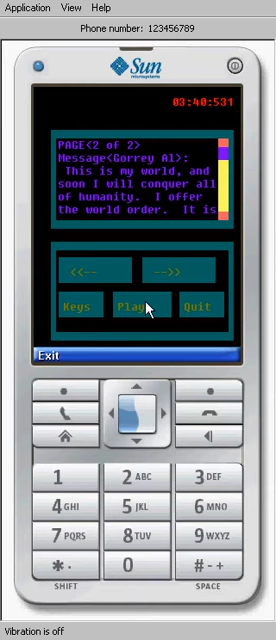 Application View Help
Phone number: 123456789
Sun
microsystems
03:40:531
PAGE<2 of 2>
Message<Gorrey Al>:
This is my world, and
soon I will conquer all
of humanity. I offer
the world order. It is
<<-- -->>
Keys Play Quit
Exit
1 2 ABC 3 DEF
4 GHI 5 JKL 6 MNO
7 PQRS 8 TUV 9 WXYZ
* . 0 # - +
SHIFT SPACE
Vibration is off